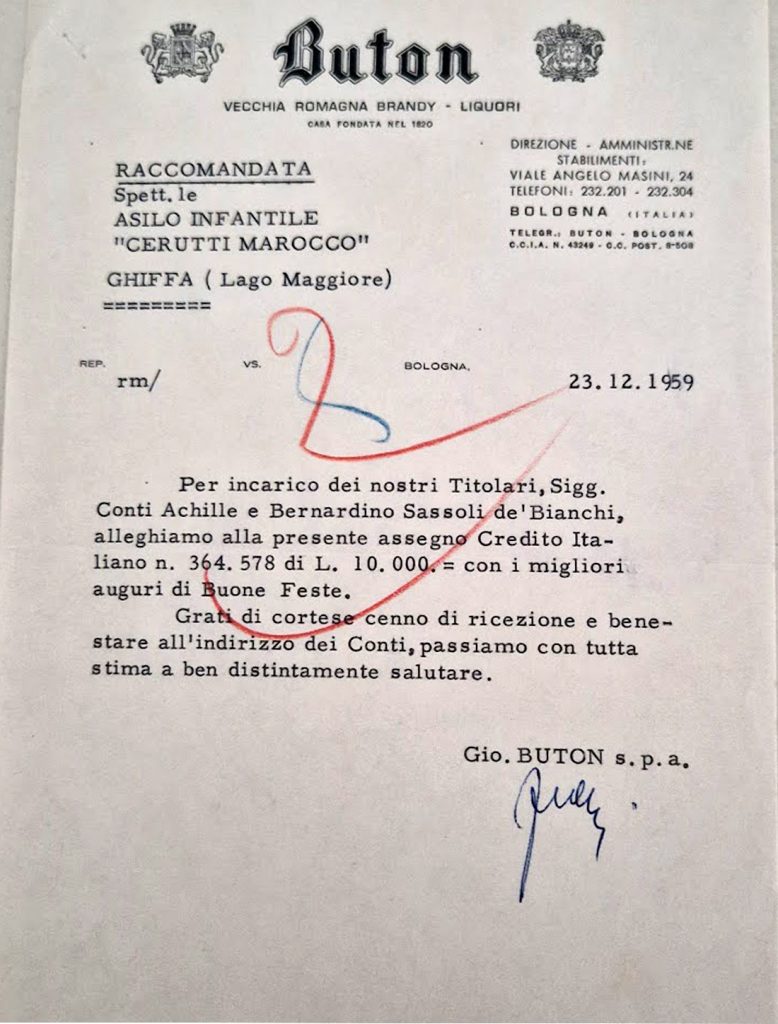 Buton
VECCHIA ROMAGNA BRANDY - LIQUORI
CASA FONDATA NEL 1820
DIREZIONE - AMMINISTR.NE
STABILIMENTI:
VIALE ANGELO MASINI, 24
TELEFONI: 232.201 - 232.304
BOLOGNA (ITALIA)
TELEGR.: BUTON - BOLOGNA
C.C.I.A. N. 43249 - C.C. POST. 8-508
RACCOMANDATA
Spett.le
ASILO INFANTILE
"CERUTTI MAROCCO"
GHIFFA ( Lago Maggiore)
=========
REP. rm/ VS. BOLOGNA, 23.12.1959
Per incarico dei nostri Titolari, Sigg.
Conti Achille e Bernardino Sassoli de'Bianchi,
alleghiamo alla presente assegno Credito Ita-
liano n. 364.578 di L. 10.000.= con i migliori
auguri di Buone Feste.
Grati di cortese cenno di ricezione e bene-
stare all'indirizzo dei Conti, passiamo con tutta
stima a ben distintamente salutare.
Gio. BUTON s.p.a.